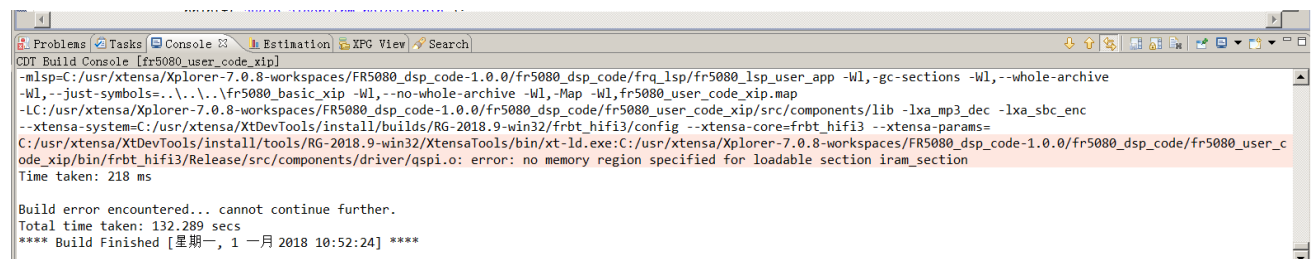 Problems Tasks Console Estimation XPG View Search
CDT Build Console [fr5080_user_code_xip]
-mlsp=C:/usr/xtensa/Xplorer-7.0.8-workspaces/FR5080_dsp_code-1.0.0/fr5080_dsp_code/frq_lsp/fr5080_lsp_user_app -Wl,-gc-sections -Wl,--whole-archive
-Wl,--just-symbols=..\..\..\fr5080_basic_xip -Wl,--no-whole-archive -Wl,-Map -Wl,fr5080_user_code_xip.map
-LC:/usr/xtensa/Xplorer-7.0.8-workspaces/FR5080_dsp_code-1.0.0/fr5080_dsp_code/fr5080_user_code_xip/src/components/lib -lxa_mp3_dec -lxa_sbc_enc
--xtensa-system=C:/usr/xtensa/XtDevTools/install/builds/RG-2018.9-win32/frbt_hifi3/config --xtensa-core=frbt_hifi3 --xtensa-params=
C:/usr/xtensa/XtDevTools/install/tools/RG-2018.9-win32/XtensaTools/bin/xt-ld.exe:C:/usr/xtensa/Xplorer-7.0.8-workspaces/FR5080_dsp_code-1.0.0/fr5080_dsp_code/fr5080_user_c
ode_xip/bin/frbt_hifi3/Release/src/components/driver/qspi.o: error: no memory region specified for loadable section iram_section
Time taken: 218 ms
Build error encountered... cannot continue further.
Total time taken: 132.289 secs
**** Build Finished [星期一, 1 一月 2018 10:52:24] ****